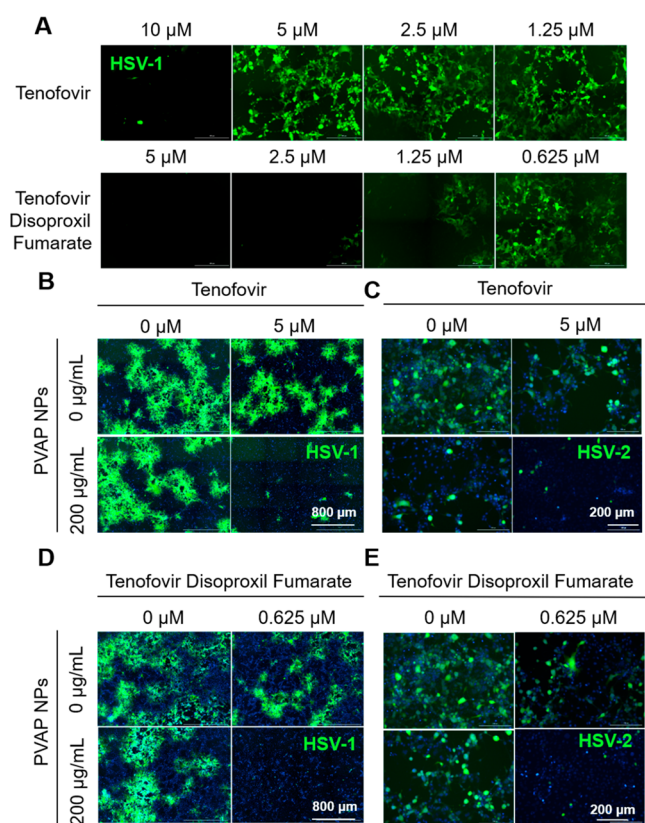 A
10 µM 5 µM 2.5 µM 1.25 µM
Tenofovir
HSV-1
5 µM 2.5 µM 1.25 µM 0.625 µM
Tenofovir
Disoproxil
Fumarate
B
Tenofovir
0 µM 5 µM
PVAP NPs
0 µg/mL
200 µg/mL
HSV-1
800 µm
C
Tenofovir
0 µM 5 µM
HSV-2
200 µm
D
Tenofovir Disoproxil Fumarate
0 µM 0.625 µM
PVAP NPs
0 µg/mL
200 µg/mL
HSV-1
800 µm
E
Tenofovir Disoproxil Fumarate
0 µM 0.625 µM
HSV-2
200 µm